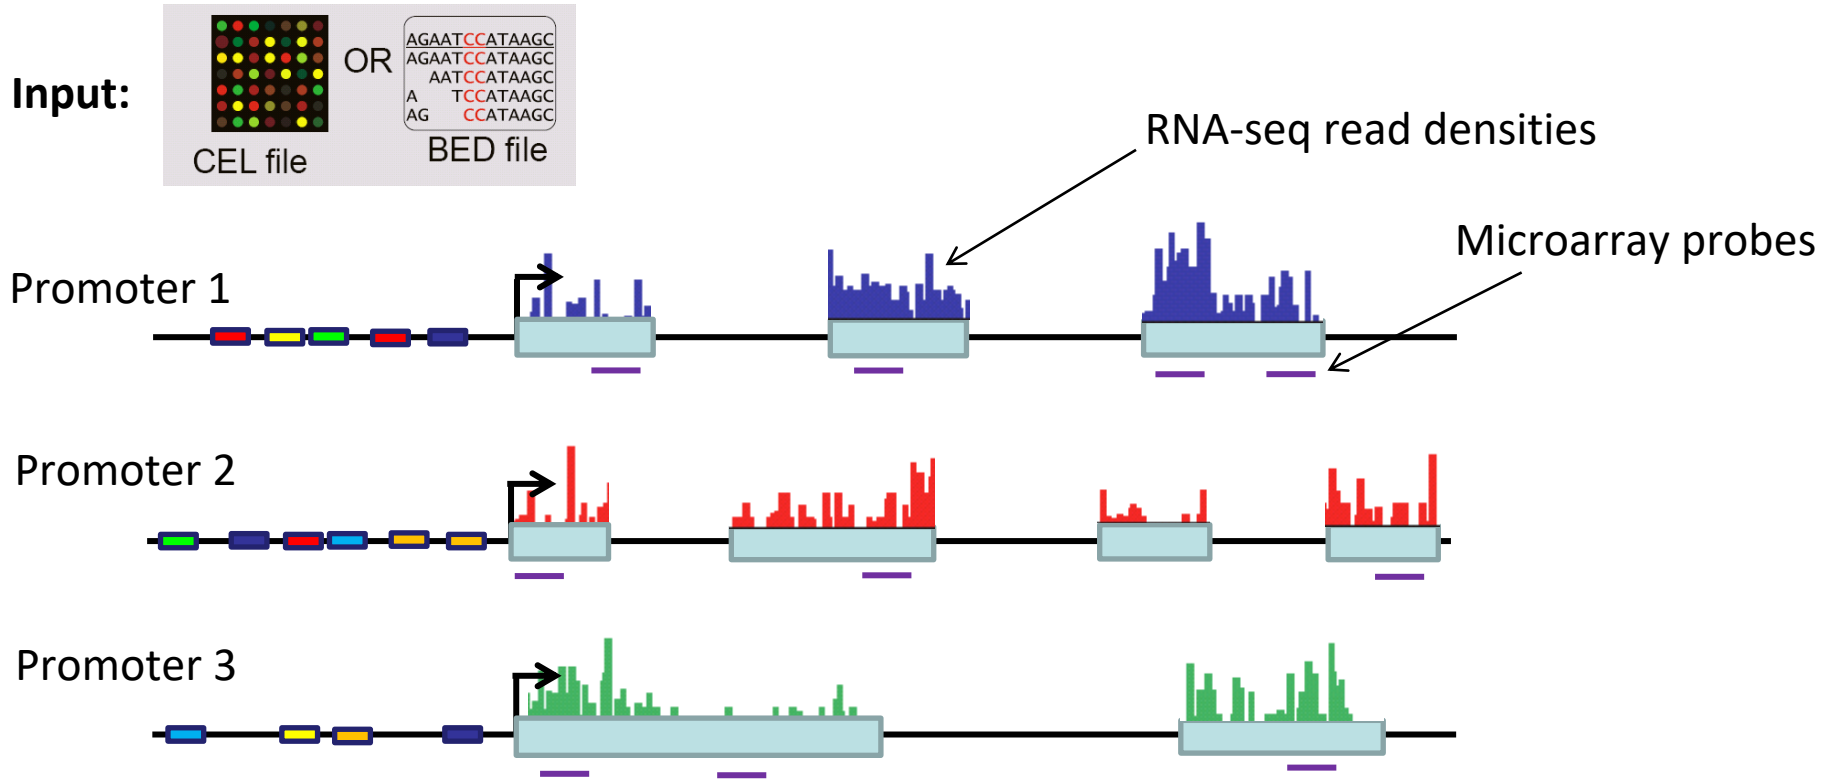 Input:
OR
CEL file
AGAATCCATAAGC
AGAATCCATAAGC
AATCCATAAGC
A TCCATAAGC
AG CCATAAGC
BED file
RNA-seq read densities
Microarray probes
Promoter 1
Promoter 2
Promoter 3